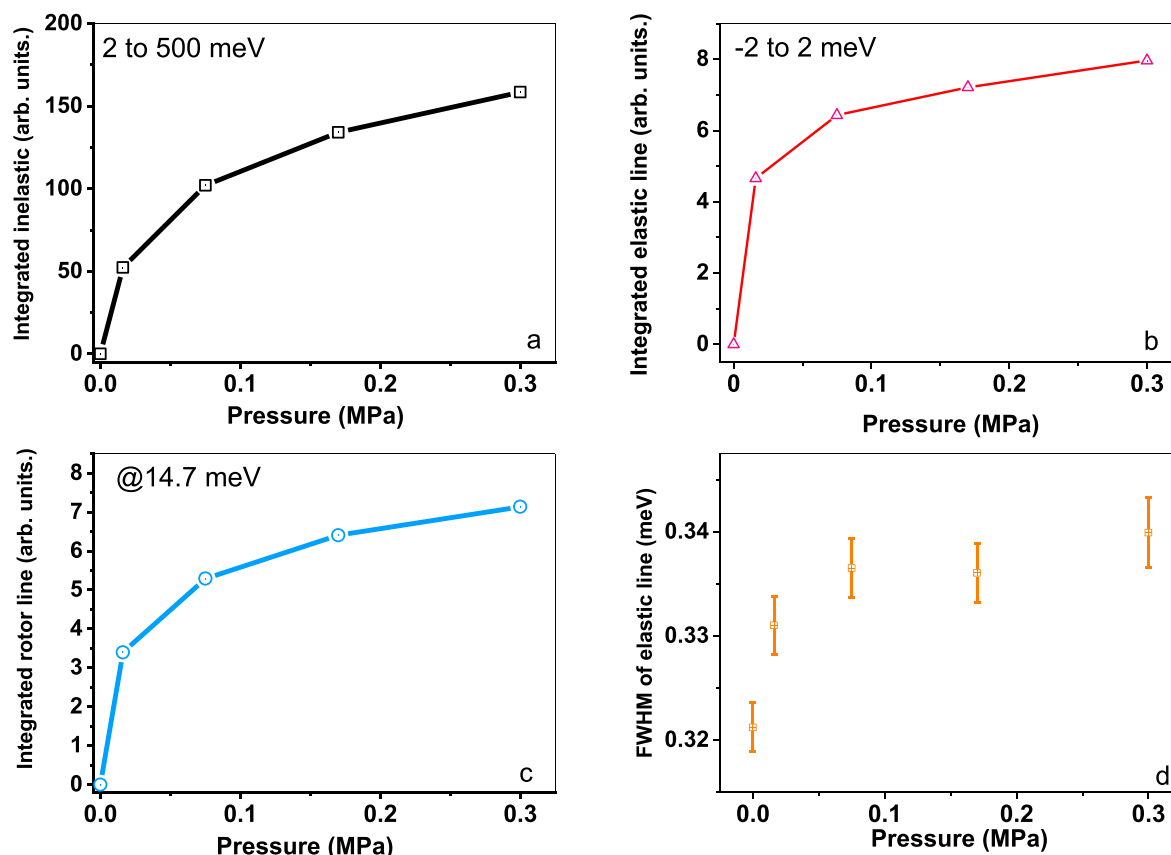 2 to 500 meV
Integrated inelastic (arb. units.)
200
150
100
50
0
0.0
0.1
0.2
0.3
Pressure (MPa)
a
-2 to 2 meV
Integrated elastic line (arb. units.)
8
6
4
2
0
0
0.1
0.2
0.3
Pressure (MPa)
b
@14.7 meV
Integrated rotor line (arb. units.)
8
7
6
5
4
3
2
1
0
0.0
0.1
0.2
0.3
Pressure (MPa)
c
FWHM of elastic line (meV)
0.34
0.33
0.32
0.0
0.1
0.2
0.3
Pressure (MPa)
d